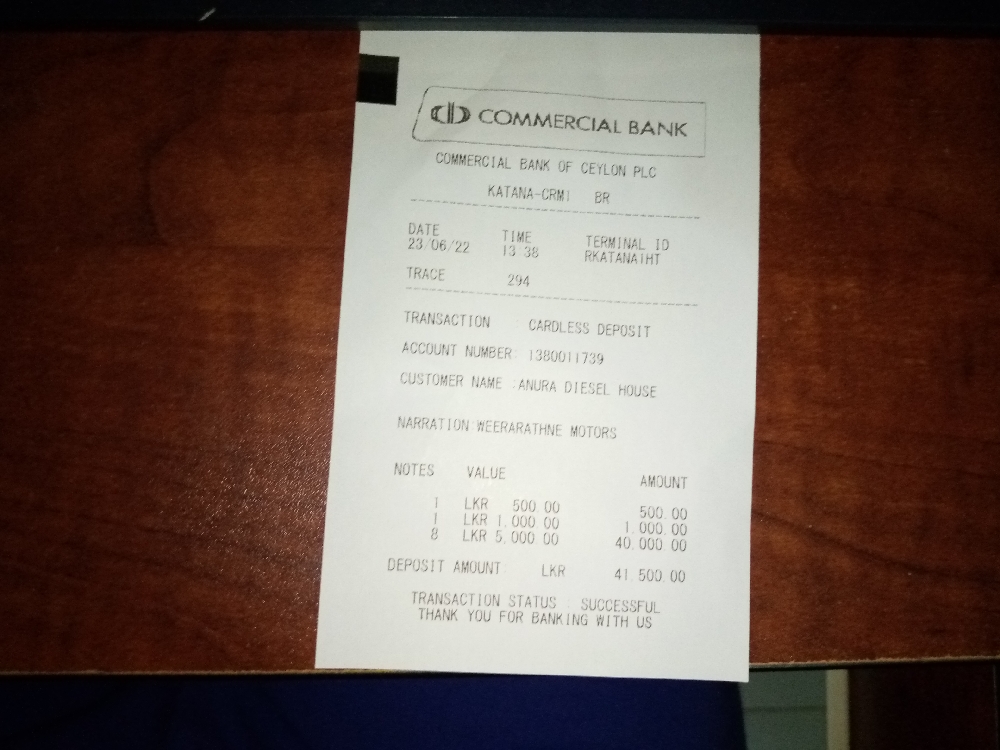 COMMERCIAL BANK
COMMERCIAL BANK OF CEYLON PLC
KATANA-CRM1 BR
DATE TIME TERMINAL ID
23/06/22 13:38 RKATANA1HT
TRACE 294
TRANSACTION : CARDLESS DEPOSIT
ACCOUNT NUMBER: 1380011739
CUSTOMER NAME :ANURA DIESEL HOUSE
NARRATION:WEERARATHNE MOTORS
NOTES VALUE AMOUNT
1 LKR 500.00 500.00
1 LKR 1,000.00 1,000.00
8 LKR 5,000.00 40,000.00
DEPOSIT AMOUNT: LKR 41,500.00
TRANSACTION STATUS : SUCCESSFUL
THANK YOU FOR BANKING WITH US